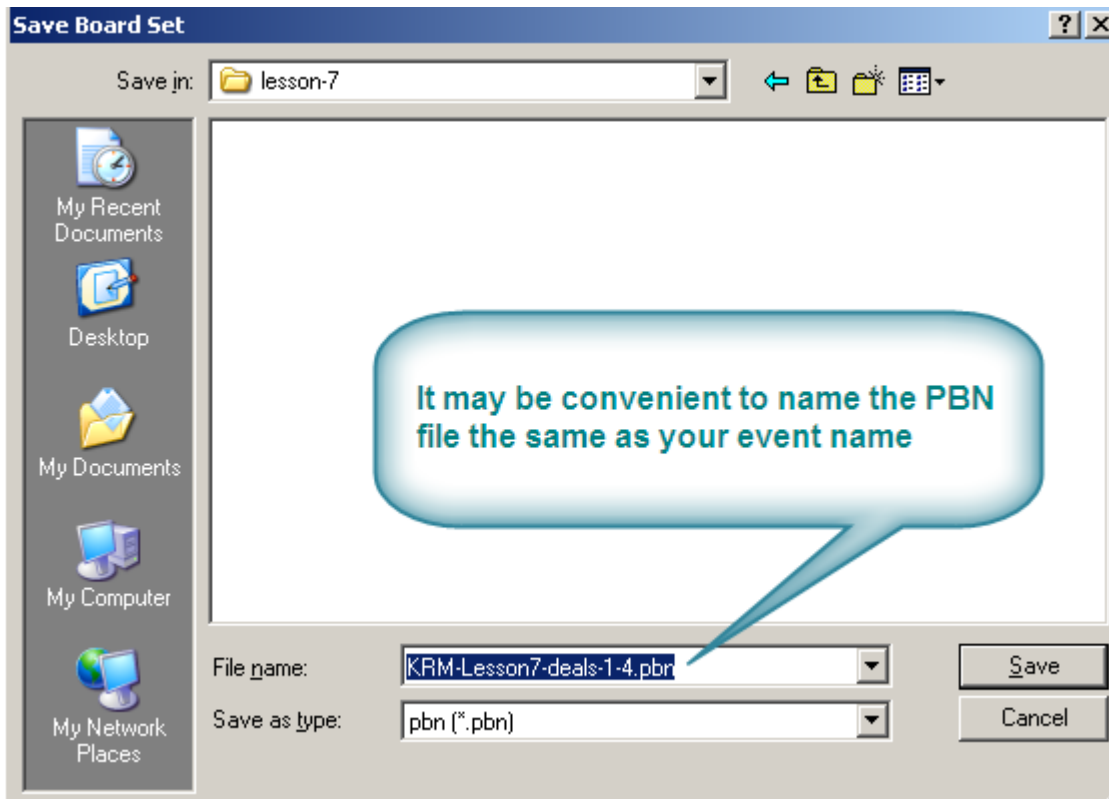 Save Board Set
Save in:
lesson-7
My Recent
Documents
Desktop
My Documents
My Computer
My Network
Places
It may be convenient to name the PBN
file the same as your event name
File name:
KRM-Lesson7-deals-1-4.pbn
Save
Save as type:
pbn (*.pbn)
Cancel